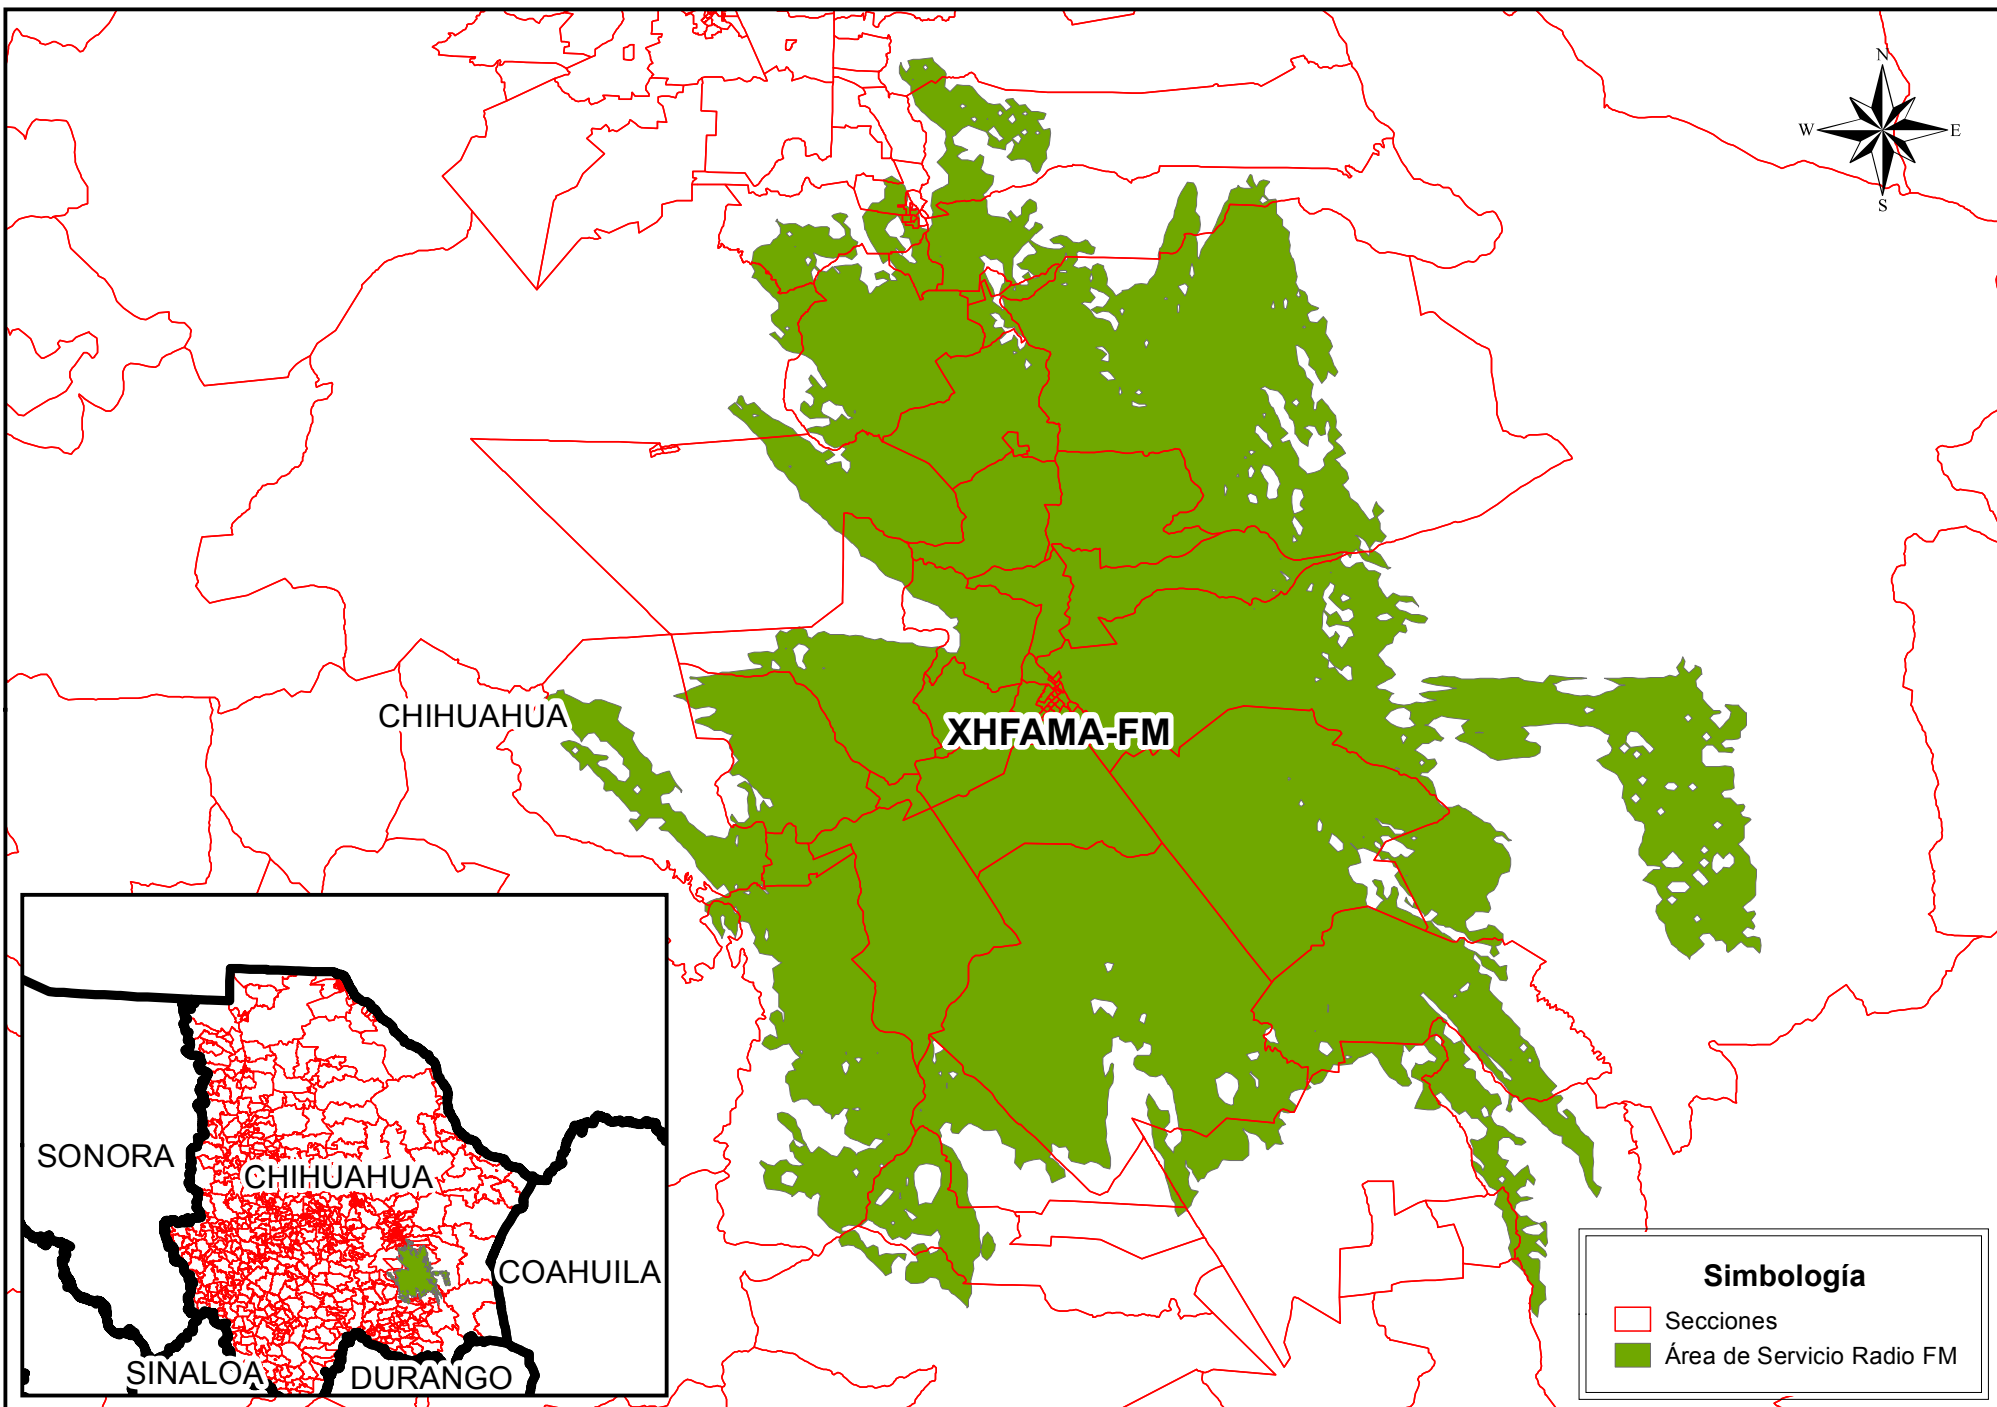 N
W E
S
CHIHUAHUA
XHFAMA-FM
SONORA
CHIHUAHUA
COAHUILA
SINALOA
DURANGO
Simbología
Secciones
Área de Servicio Radio FM